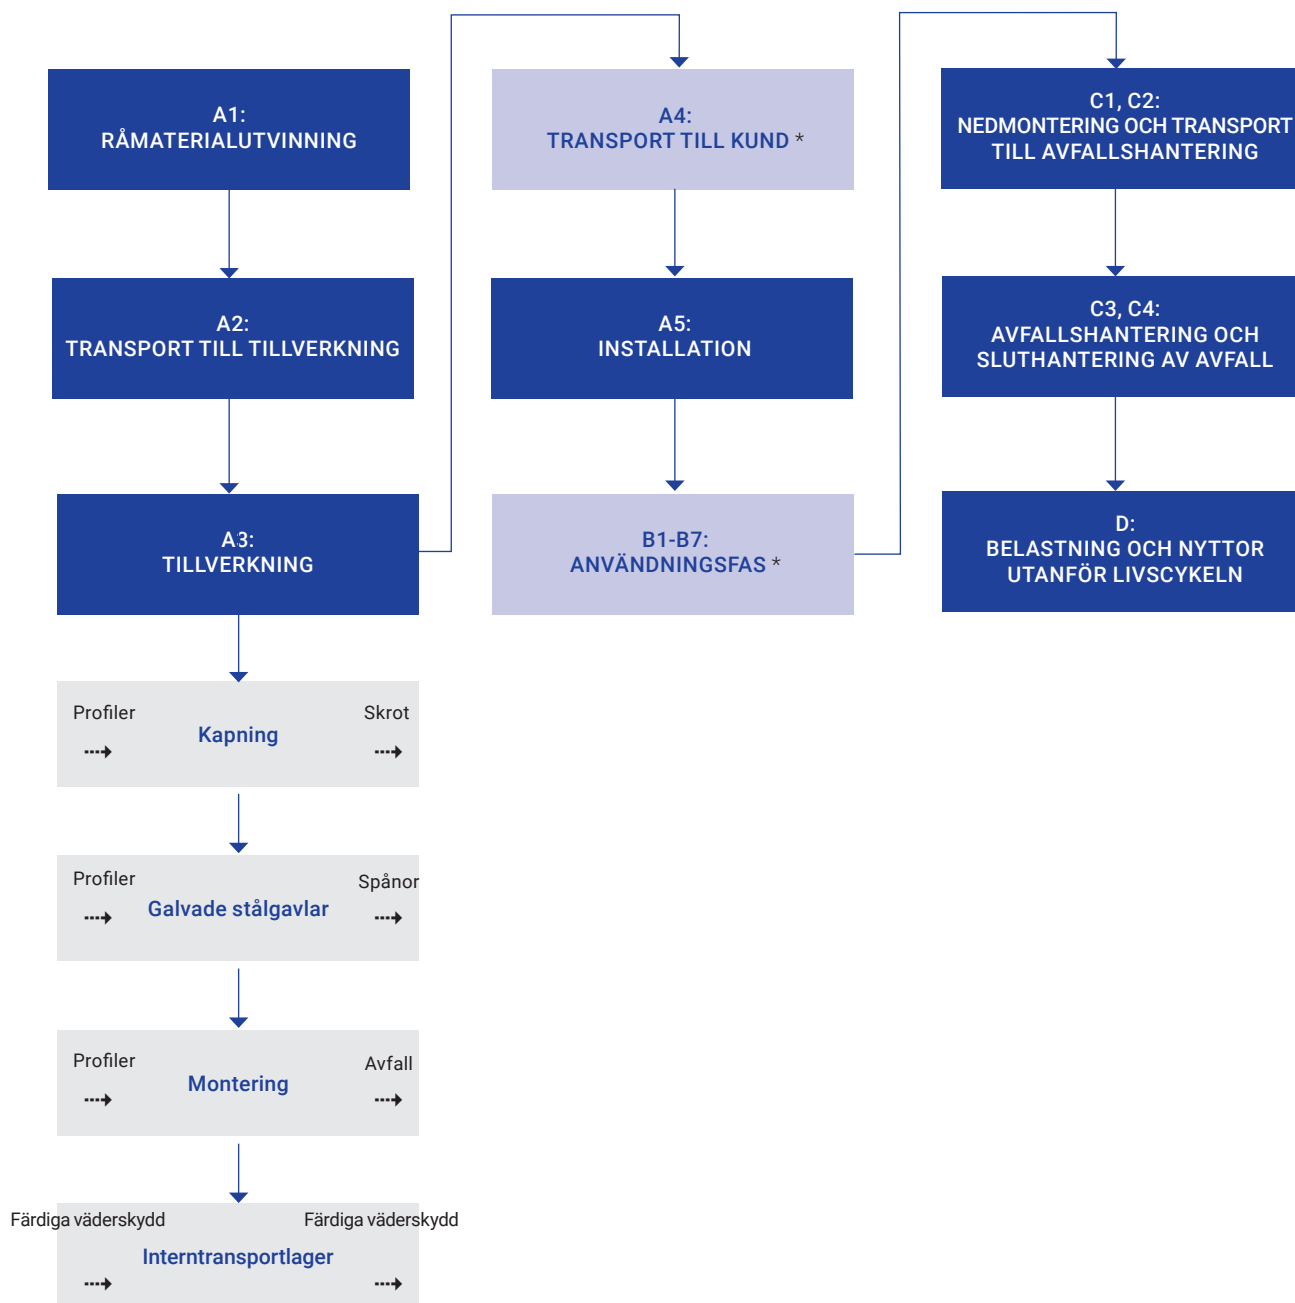 A1:
RÅMATERIALUTVINNING
A2:
TRANSPORT TILL TILLVERKNING
A3:
TILLVERKNING
Profiler
Skrot
Kapning
Profiler
Spånor
Galvade stålgavlar
Profiler
Avfall
Montering
Färdiga väderskydd
Färdiga väderskydd
Interntransportlager
A4:
TRANSPORT TILL KUND *
A5:
INSTALLATION
B1-B7:
ANVÄNDNINGSFAS *
C1, C2:
NEDMONTERING OCH TRANSPORT
TILL AVFALLSHANTERING
C3, C4:
AVFALLSHANTERING OCH
SLUTHANTERING AV AVFALL
D:
BELASTNING OCH NYTTOR
UTANFÖR LIVSCYKELN